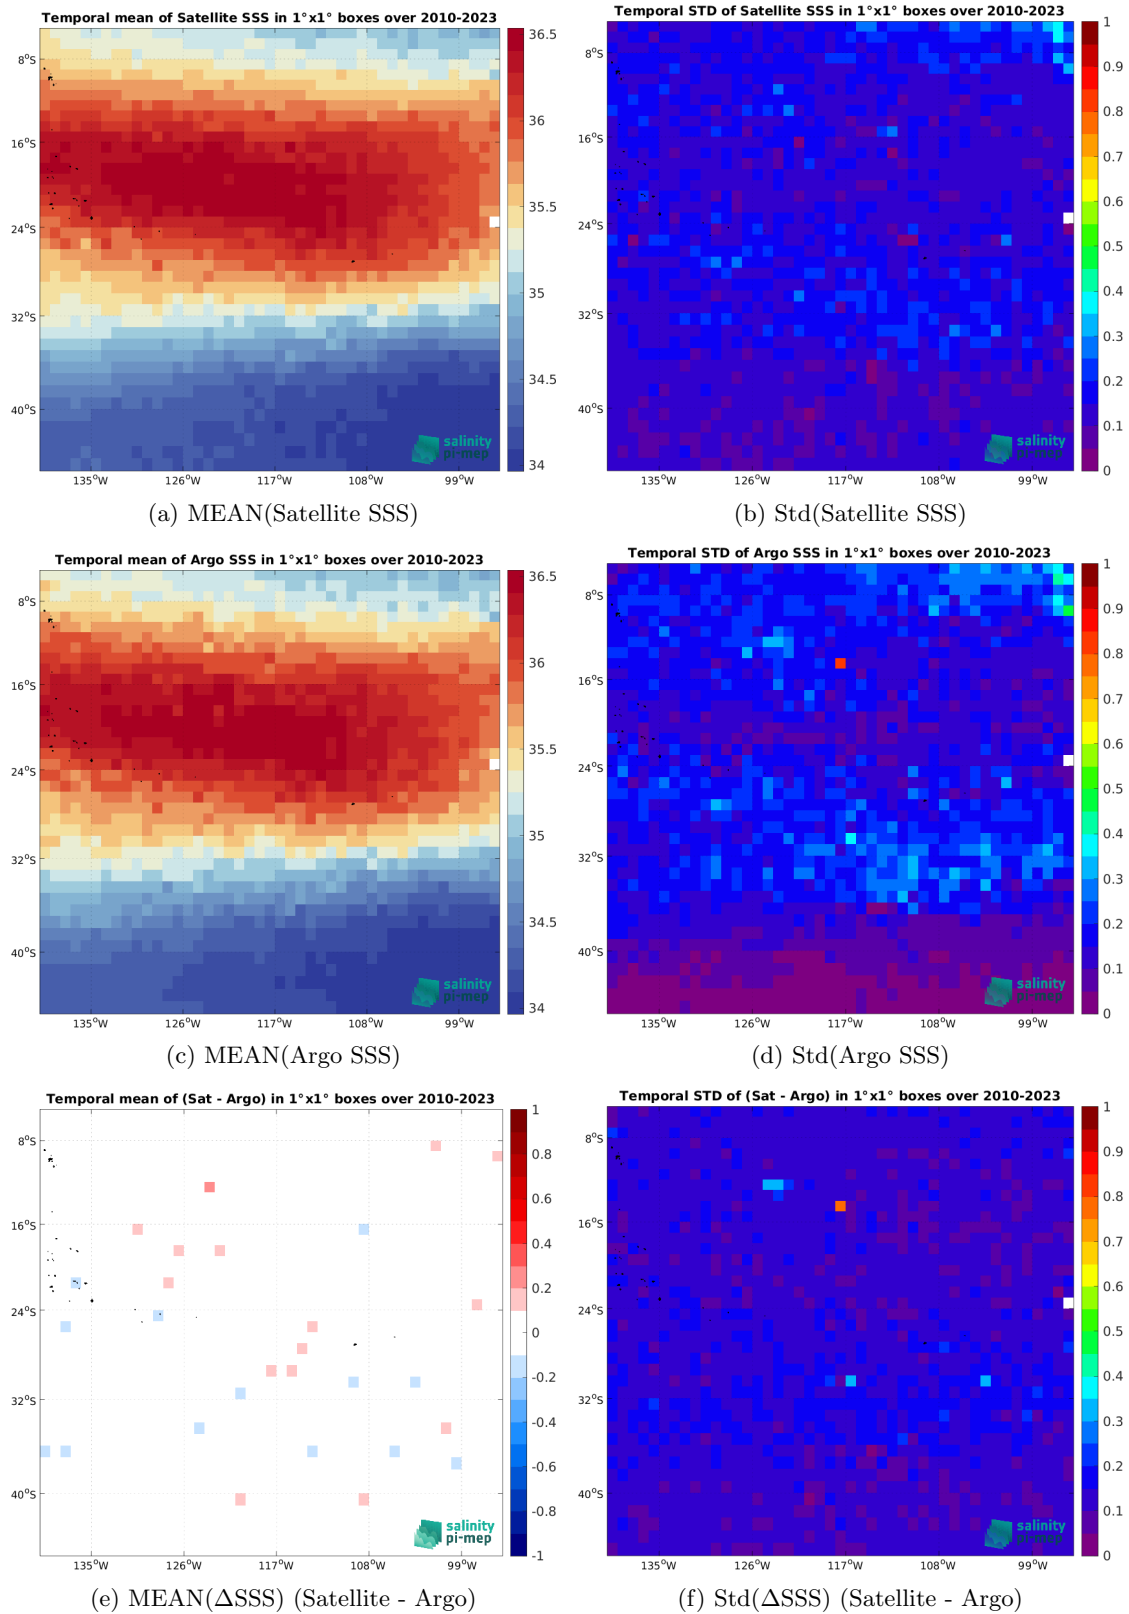 Temporal mean of Satellite SSS in 1°x1° boxes over 2010-2023
8°S
16°S
24°S
32°S
40°S
135°W 126°W 117°W 108°W 99°W
36.5
36
35.5
35
34.5
34
salinity
pi-mep
(a) MEAN(Satellite SSS)
Temporal STD of Satellite SSS in 1°x1° boxes over 2010-2023
8°S
16°S
24°S
32°S
40°S
135°W 126°W 117°W 108°W 99°W
1
0.9
0.8
0.7
0.6
0.5
0.4
0.3
0.2
0.1
0
salinity
pi-mep
(b) Std(Satellite SSS)
Temporal mean of Argo SSS in 1°x1° boxes over 2010-2023
8°S
16°S
24°S
32°S
40°S
135°W 126°W 117°W 108°W 99°W
36.5
36
35.5
35
34.5
34
salinity
pi-mep
(c) MEAN(Argo SSS)
Temporal STD of Argo SSS in 1°x1° boxes over 2010-2023
8°S
16°S
24°S
32°S
40°S
135°W 126°W 117°W 108°W 99°W
1
0.9
0.8
0.7
0.6
0.5
0.4
0.3
0.2
0.1
0
salinity
pi-mep
(d) Std(Argo SSS)
Temporal mean of (Sat - Argo) in 1°x1° boxes over 2010-2023
8°S
16°S
24°S
32°S
40°S
135°W 126°W 117°W 108°W 99°W
1
0.8
0.6
0.4
0.2
0
-0.2
-0.4
-0.6
-0.8
-1
salinity
pi-mep
(e) MEAN(ΔSSS) (Satellite - Argo)
Temporal STD of (Sat - Argo) in 1°x1° boxes over 2010-2023
8°S
16°S
24°S
32°S
40°S
135°W 126°W 117°W 108°W 99°W
1
0.9
0.8
0.7
0.6
0.5
0.4
0.3
0.2
0.1
0
salinity
pi-mep
(f) Std(ΔSSS) (Satellite - Argo)